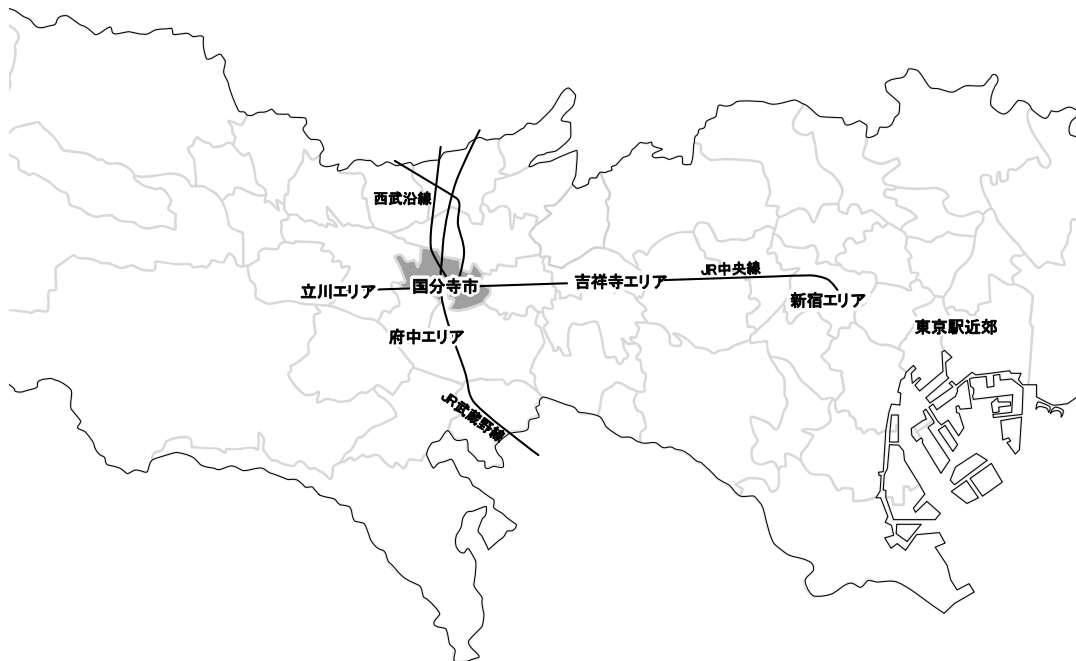 西武沿線
JR中央線
立川エリア
国分寺市
吉祥寺エリア
新宿エリア
東京駅近郊
府中エリア
JR武蔵野線